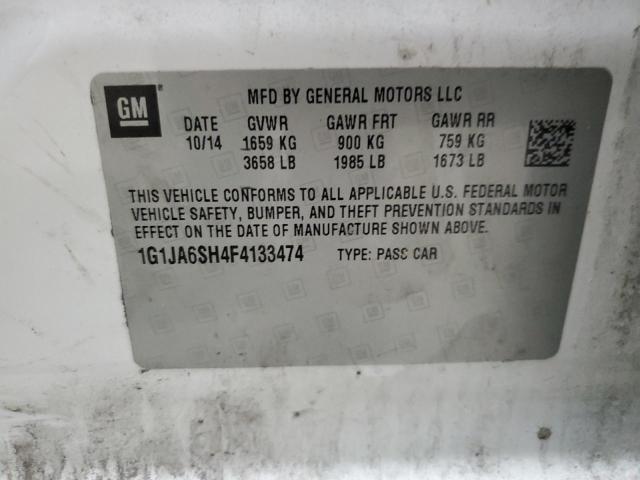 GM
MFD BY GENERAL MOTORS LLC
DATE GVWR GAWR FRT GAWR RR
10/14 1659 KG 900 KG 759 KG
3658 LB 1985 LB 1673 LB
THIS VEHICLE CONFORMS TO ALL APPLICABLE U.S. FEDERAL MOTOR
VEHICLE SAFETY, BUMPER, AND THEFT PREVENTION STANDARDS IN
EFFECT ON THE DATE OF MANUFACTURE SHOWN ABOVE.
1G1JA6SH4F4133474 TYPE: PASS CAR